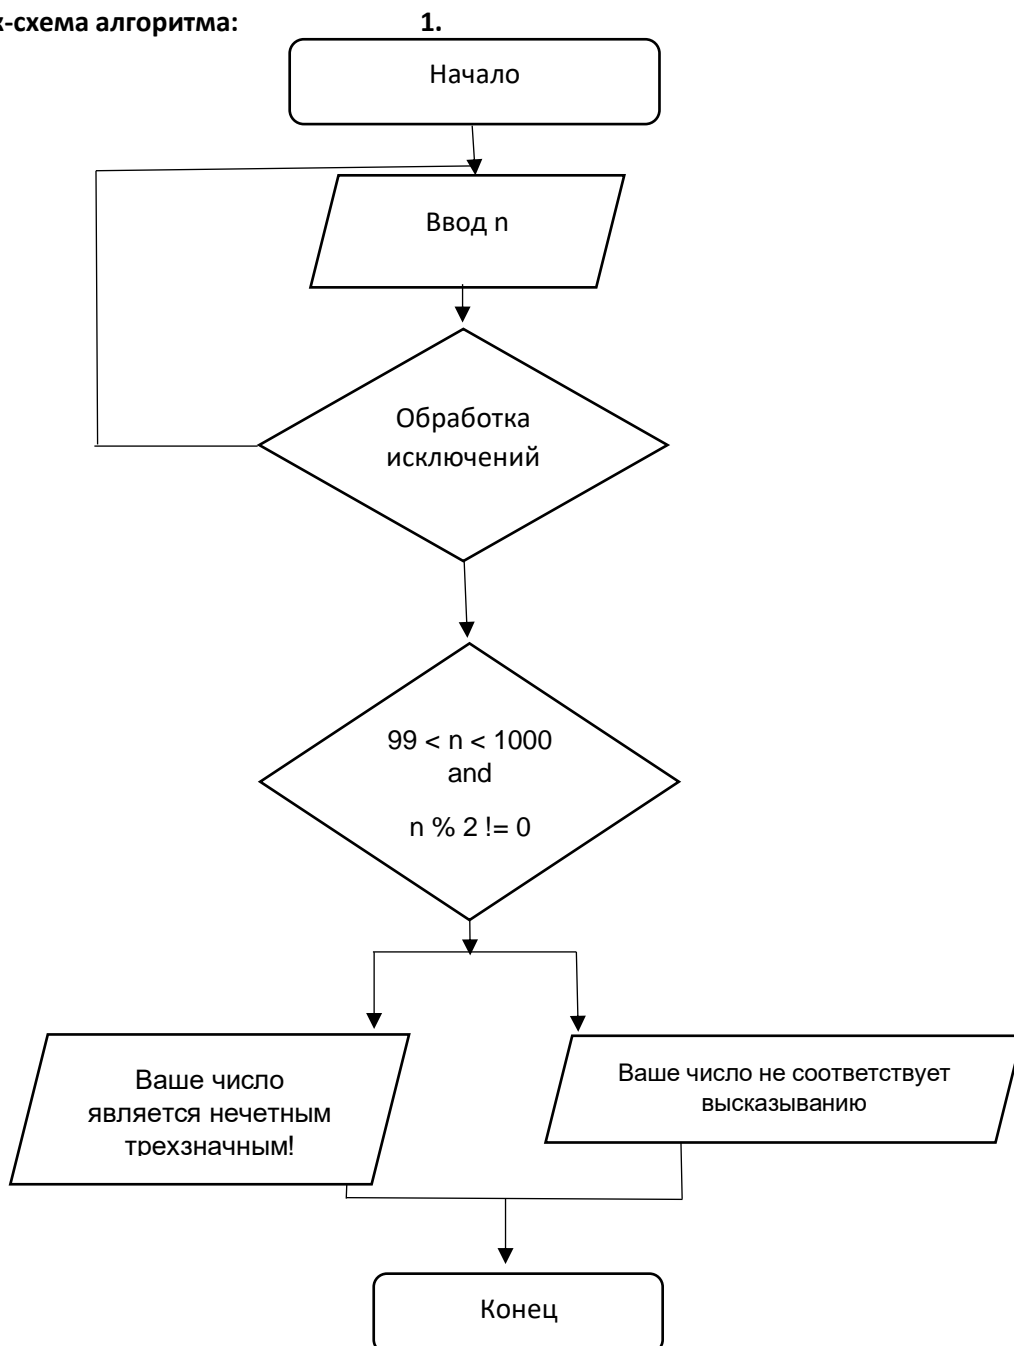 к-схема алгоритма: 1.
Начало
Ввод n
Обработка
исключений
99 < n < 1000
and
n % 2 != 0
Ваше число
является нечетным
трехзначным!
Ваше число не соответствует
высказыванию
Конец